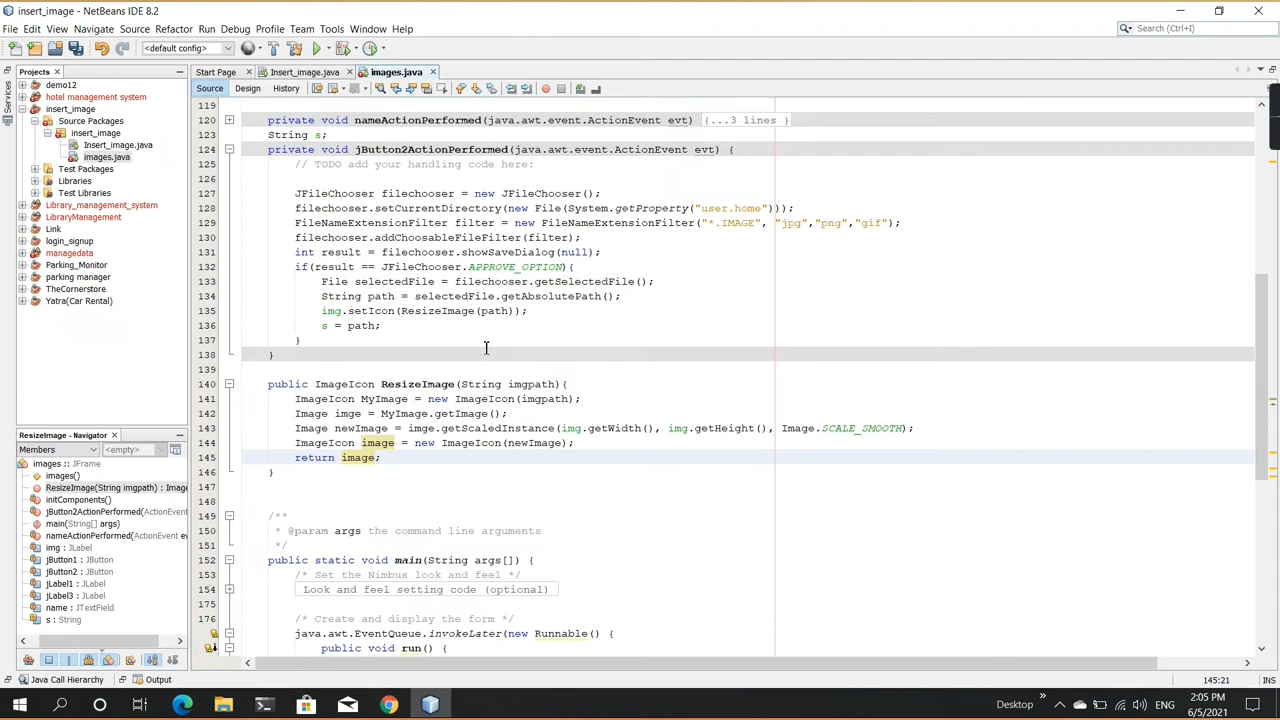 insert_image - NetBeans IDE 8.2
File Edit View Navigate Source Refactor Run Debug Profile Team Tools Window Help
Search (Ctrl+I)
<default config>
Projects
Start Page
Insert_image.java
images.java
Services
Source Design History
demo12
hotel management system
insert_image
Source Packages
insert_image
Insert_image.java
images.java
Test Packages
Libraries
Test Libraries
Library_management_system
LibraryManagement
Link
login_signup
managedata
Parking_Monitor
parking manager
TheCornerstore
Yatra(Car Rental)
119
120 private void nameActionPerformed(java.awt.event.ActionEvent evt) {...3 lines }
123 String s;
124 private void jButton2ActionPerformed(java.awt.event.ActionEvent evt) {
125 // TODO add your handling code here:
126
127 JFileChooser filechooser = new JFileChooser();
128 filechooser.setCurrentDirectory(new File(System.getProperty("user.home")));
129 FileNameExtensionFilter filter = new FileNameExtensionFilter("*.IMAGE", "jpg","png","gif");
130 filechooser.addChoosableFileFilter(filter);
131 int result = filechooser.showSaveDialog(null);
132 if(result == JFileChooser.APPROVE_OPTION){
133 File selectedFile = filechooser.getSelectedFile();
134 String path = selectedFile.getAbsolutePath();
135 img.setIcon(ResizeImage(path));
136 s = path;
137 }
138 }
139
140 public ImageIcon ResizeImage(String imgpath){
141 ImageIcon MyImage = new ImageIcon(imgpath);
142 Image imge = MyImage.getImage();
143 Image newImage = imge.getScaledInstance(img.getWidth(), img.getHeight(), Image.SCALE_SMOOTH);
144 ImageIcon image = new ImageIcon(newImage);
145 return image;
146 }
147
148
149 /**
150 * @param args the command line arguments
151 */
152 public static void main(String args[]) {
153 /* Set the Nimbus look and feel */
154 Look and feel setting code (optional)
175
176 /* Create and display the form */
java.awt.EventQueue.invokeLater(new Runnable() {
public void run() {
ResizeImage - Navigator
Members <empty>
images :: JFrame
images()
ResizeImage(String imgpath) : Image
initComponents()
jButton2ActionPerformed(ActionEvent
main(String[] args)
nameActionPerformed(ActionEvent ev
img : JLabel
jButton1 : JButton
jButton2 : JButton
jLabel1 : JLabel
jLabel3 : JLabel
name : JTextField
s : String
Java Call Hierarchy
Output
145:21
INS
Desktop
ENG
2:05 PM
6/5/2021